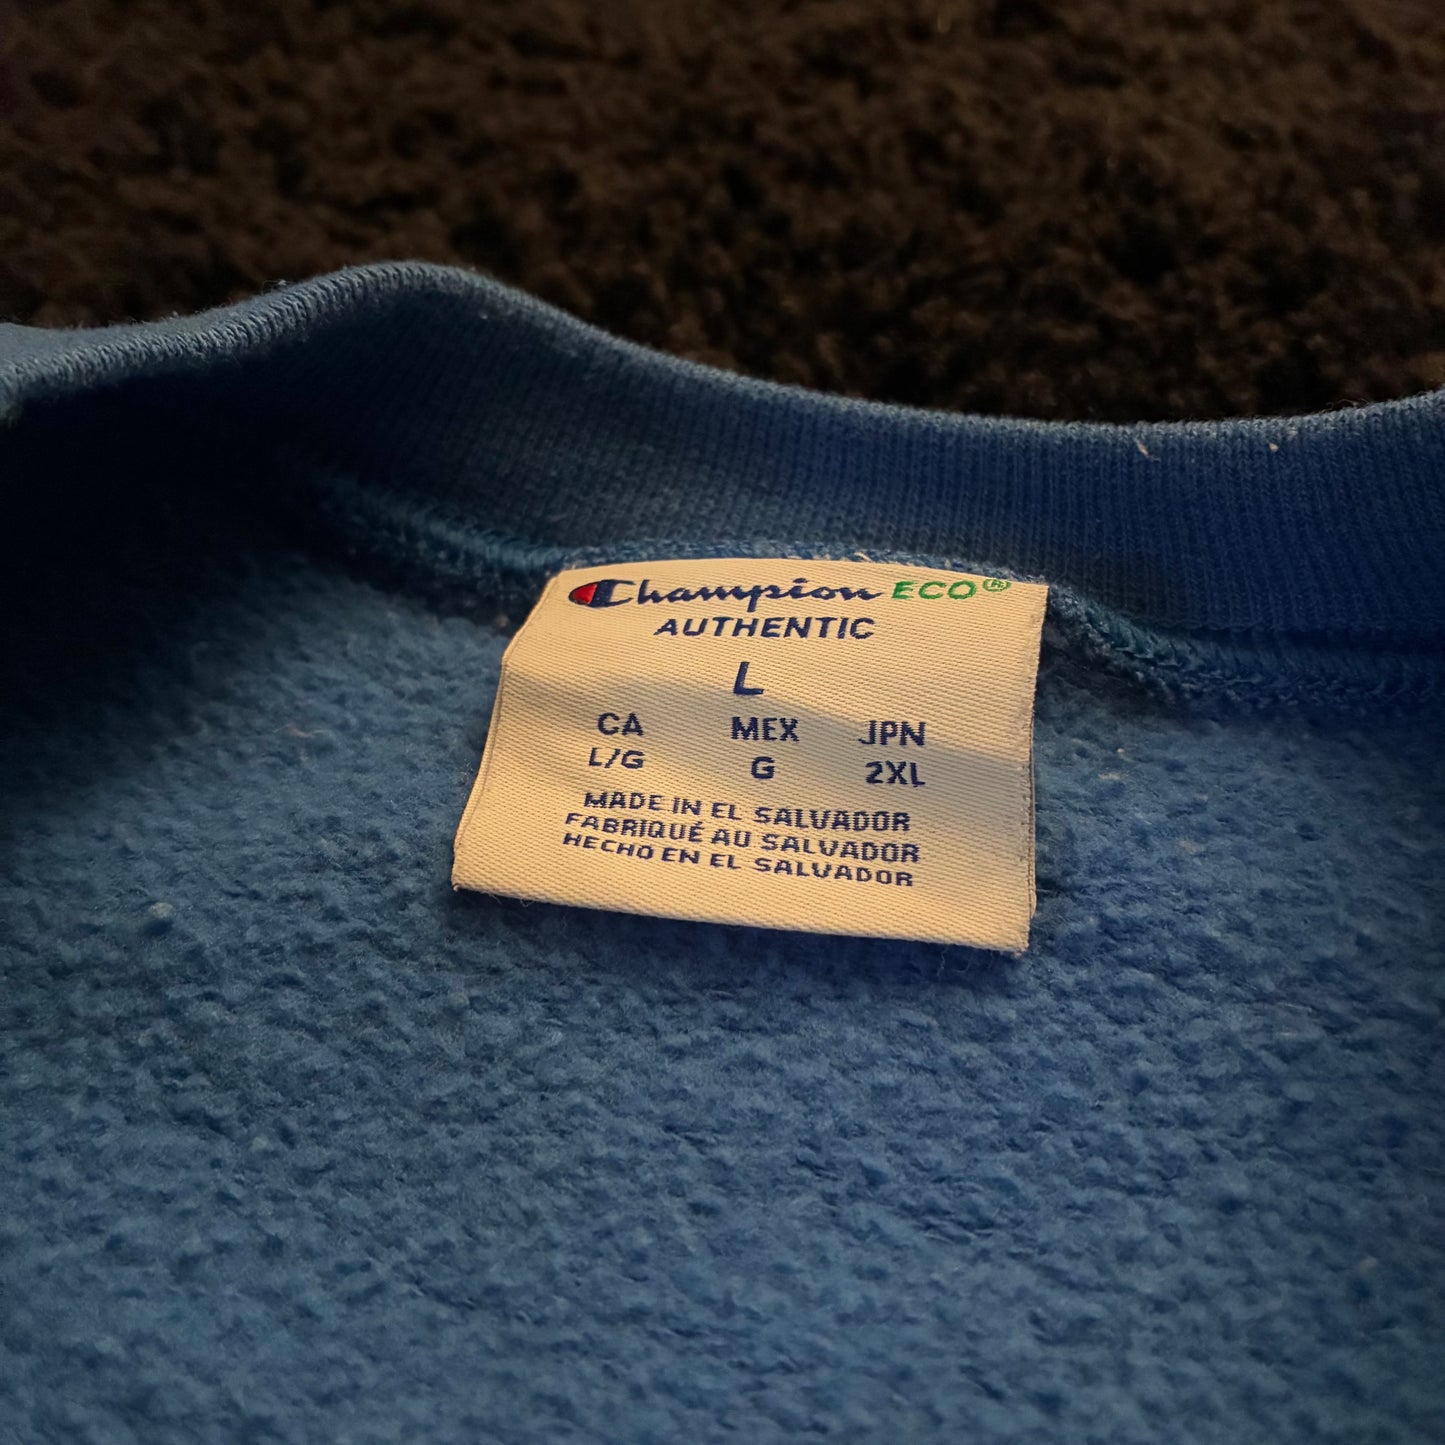 Champion ECO®
AUTHENTIC
L
CA MEX JPN
L/G G 2XL
MADE IN EL SALVADOR
FABRIQUÉ AU SALVADOR
HECHO EN EL SALVADOR